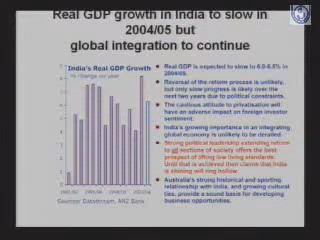 Real GDP growth in India to slow in
2004/05 but
global integration to continue
India's Real GDP Growth
% change on year
Sources: Datastream, ANZ Bank
Real GDP is expected to slow to 6.0-6.5% in
2004/05.
Reversal of the reform process is unlikely,
but only slow progress is likely over the
next two years due to political constraints.
The cautious attitude to privatisation will
have an adverse impact on foreign investor
sentiment.
India's growing importance in an integrating
global economy is unlikely to be derailed.
Strong political leadership extending reform
to all sections of society offers the best
prospect of lifting low living standards.
Until that is achieved then claims that India
is shining will ring hollow.
Australia's strong historical and sporting
relationship with India, and growing cultural
ties, provide a sound basis for developing
business opportunities.